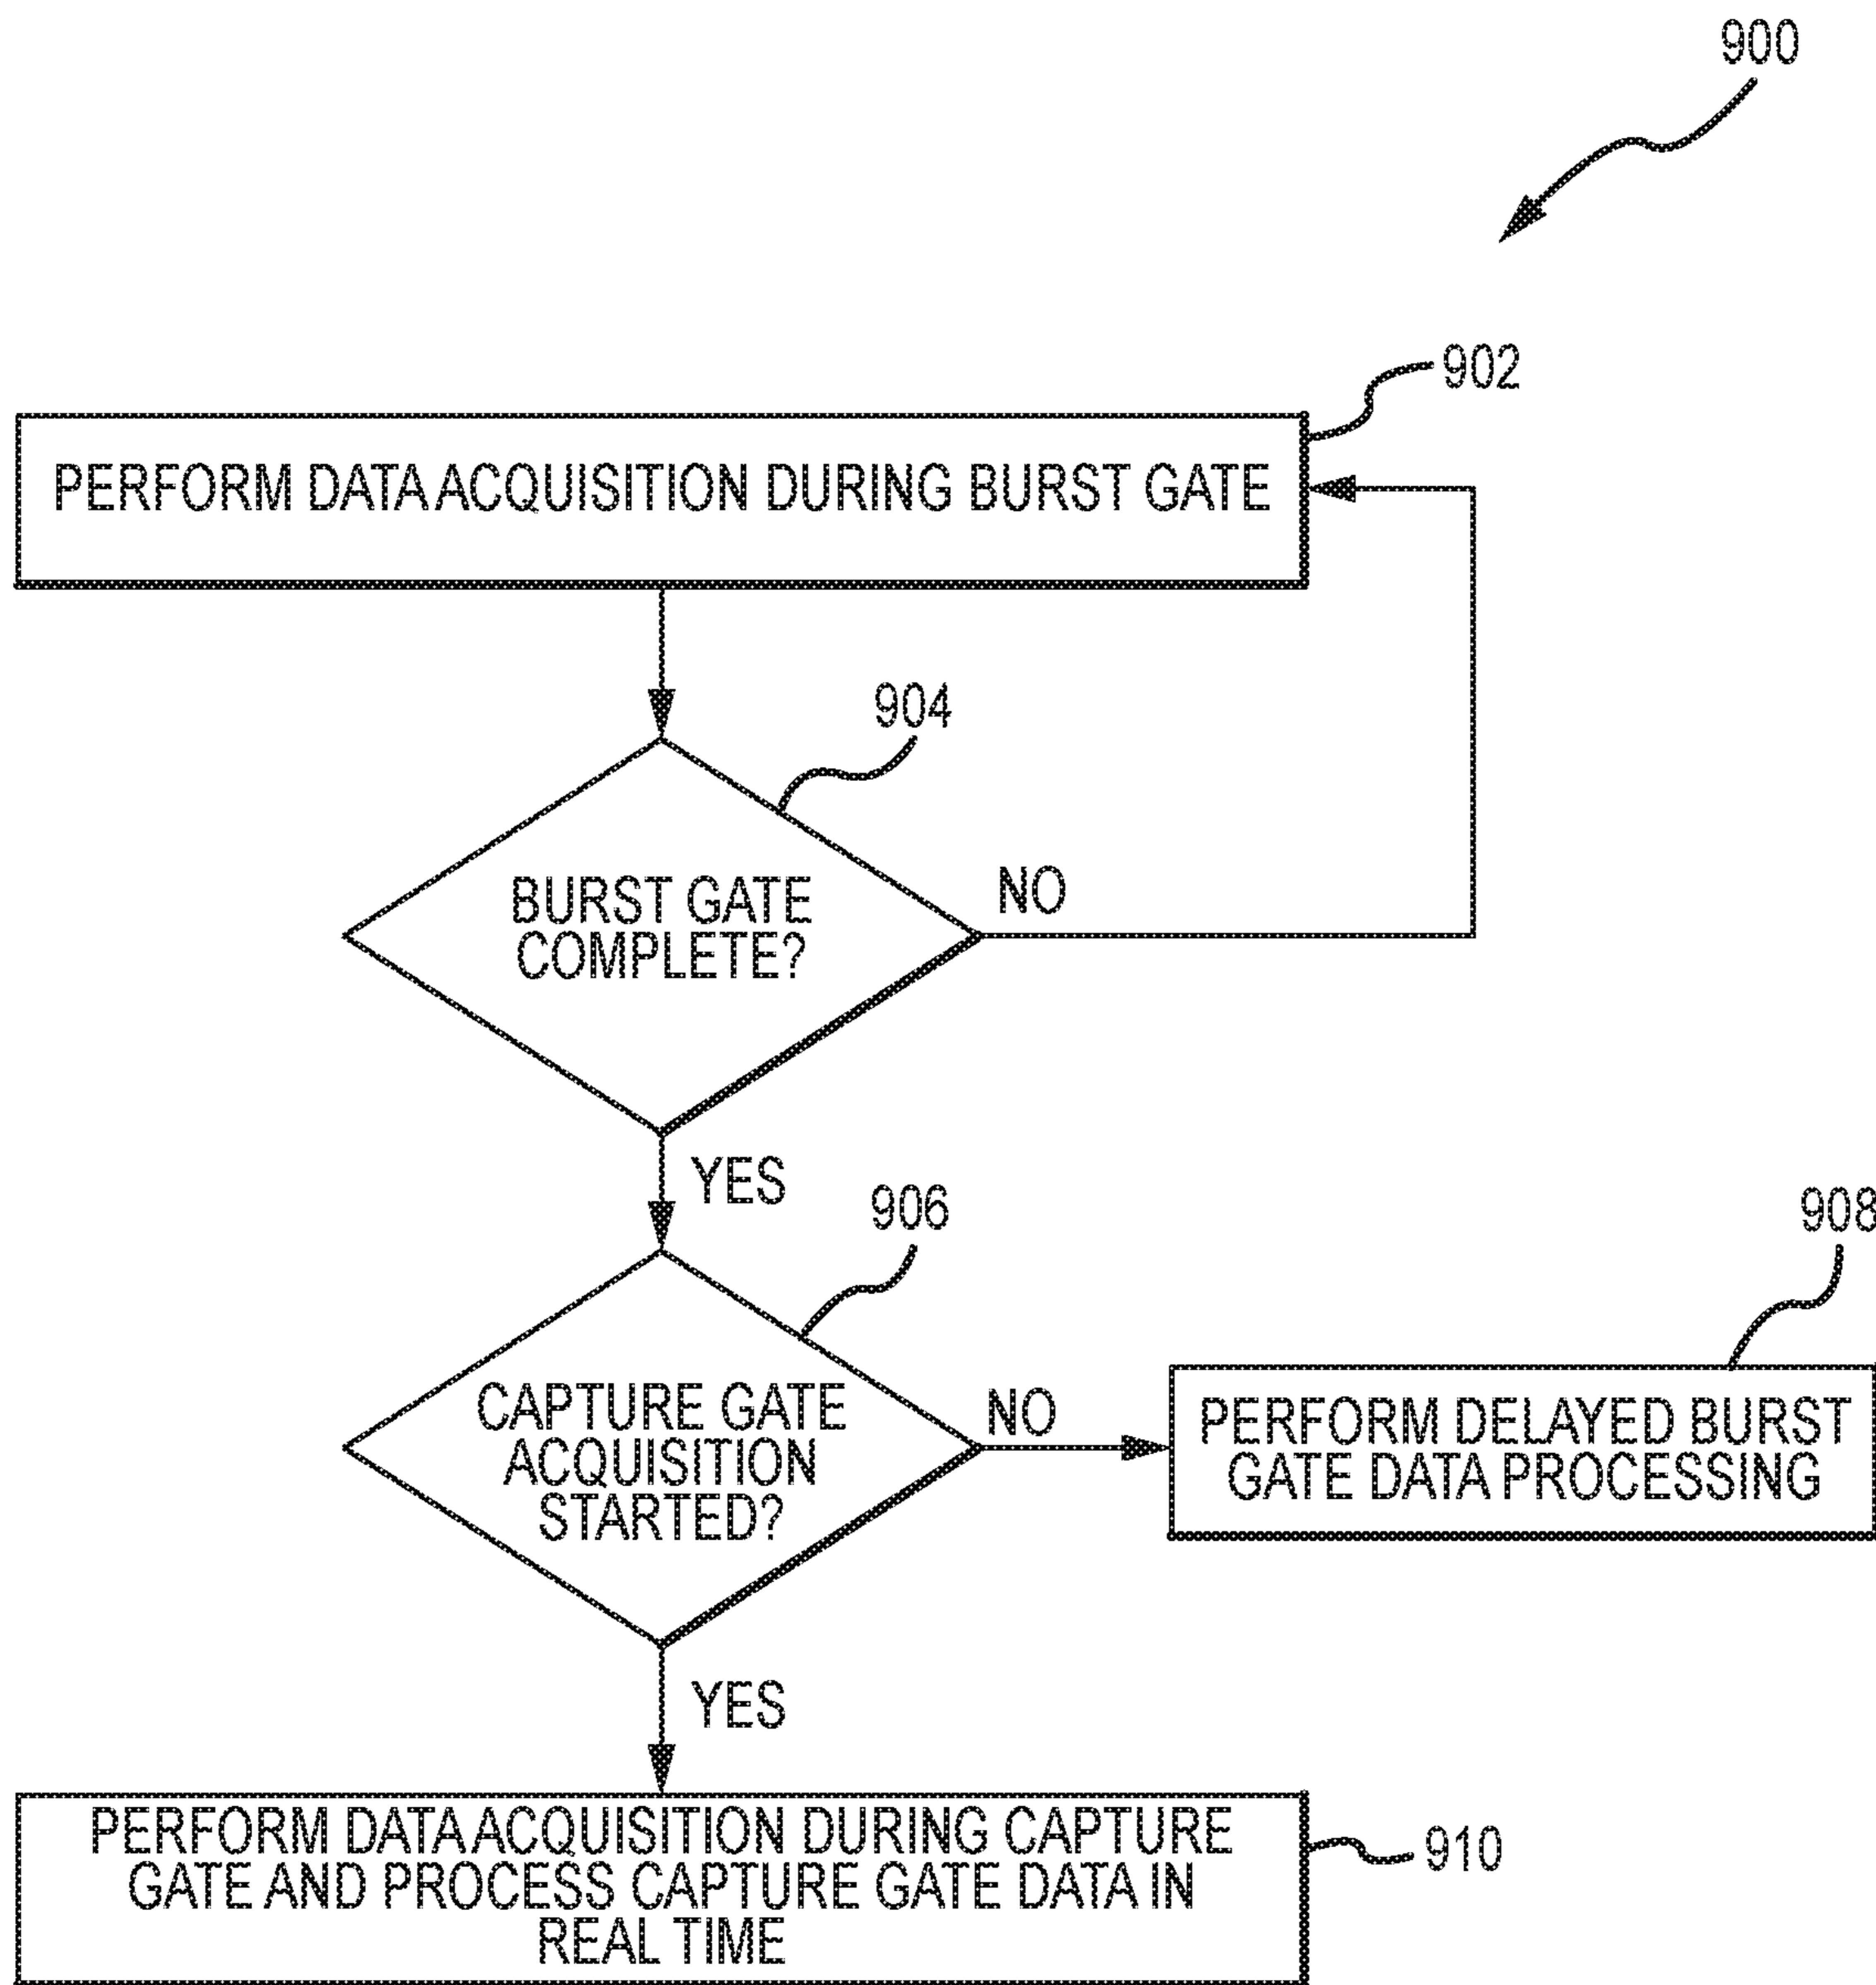 900
902
PERFORM DATA ACQUISITION DURING BURST GATE
904
BURST GATE
COMPLETE?
NO
YES
906
908
CAPTURE GATE
ACQUISITION
STARTED?
NO
PERFORM DELAYED BURST
GATE DATA PROCESSING
YES
PERFORM DATA ACQUISITION DURING CAPTURE
GATE AND PROCESS CAPTURE GATE DATA IN
REAL TIME
910